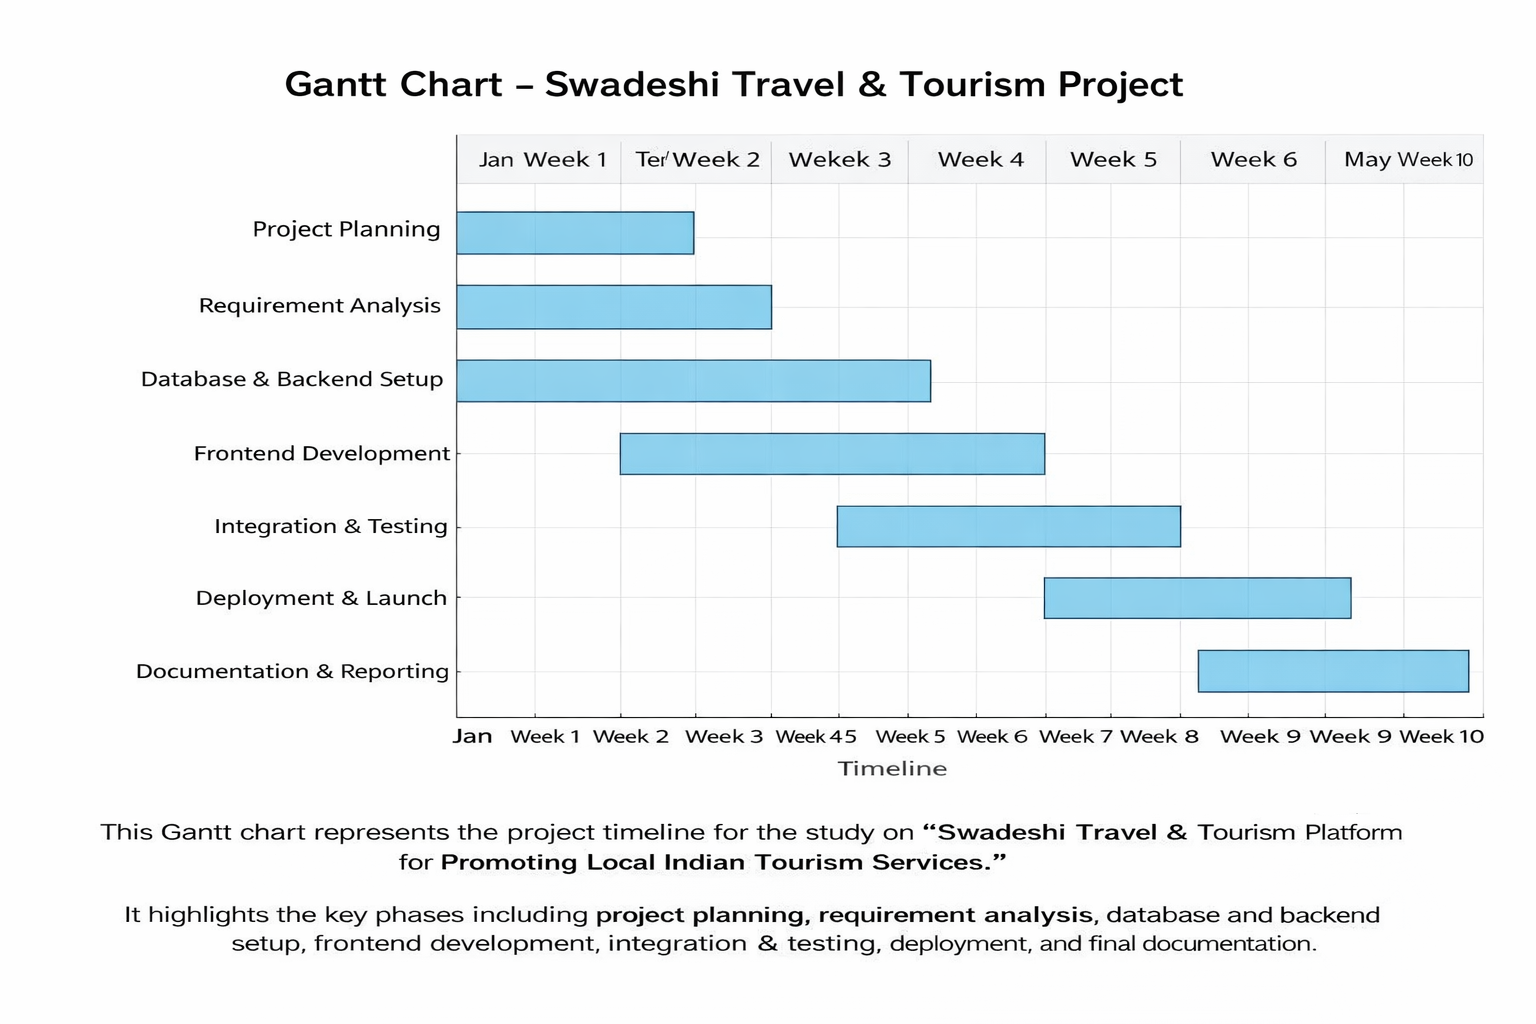 Gantt Chart – Swadeshi Travel & Tourism Project
Jan Week 1 Ter/ Week 2 Wekek 3 Week 4 Week 5 Week 6 May Week 10
Project Planning
Requirement Analysis
Database & Backend Setup
Frontend Development
Integration & Testing
Deployment & Launch
Documentation & Reporting
Jan Week 1 Week 2 Week 3 Week 45 Week 5 Week 6 Week 7 Week 8 Week 9 Week 9 Week 10
Timeline
This Gantt chart represents the project timeline for the study on “Swadeshi Travel & Tourism Platform
for Promoting Local Indian Tourism Services.”
It highlights the key phases including project planning, requirement analysis, database and backend
setup, frontend development, integration & testing, deployment, and final documentation.